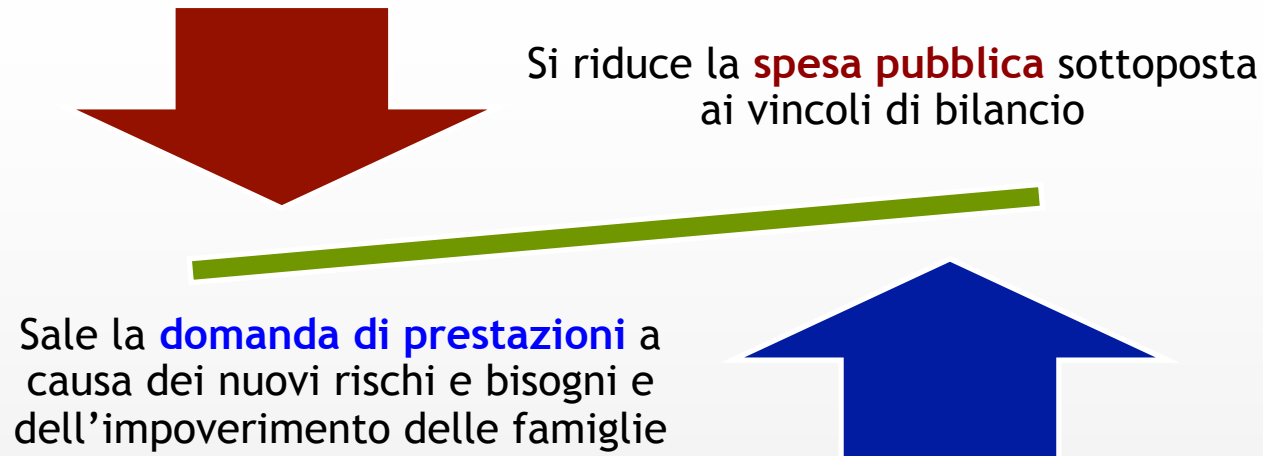 Si riduce la spesa pubblica sottoposta
ai vincoli di bilancio
Sale la domanda di prestazioni a
causa dei nuovi rischi e bisogni e
dell’impoverimento delle famiglie